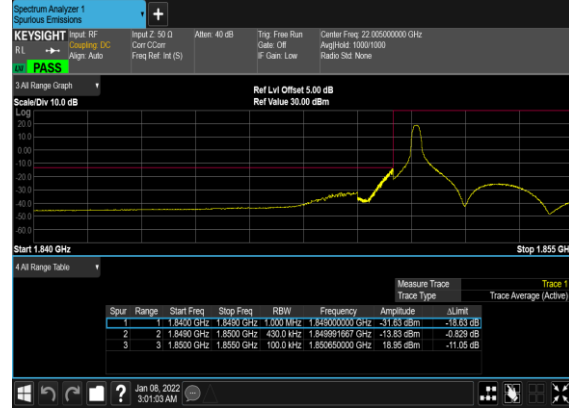 Spectrum Analyzer 1
Spurious Emissions
+
KEYSIGHT Input: RF Input Z: 50 Ω Atten: 40 dB Trig: Free Run Center Freq: 22.005000000 GHz
RL Coupling: DC Corr CCorr Gate: Off Avg|Hold: 1000/1000
Align: Auto Freq Ref: Int (S) IF Gain: Low Radio Std: None
PASS
3 All Range Graph
Ref Lvl Offset 5.00 dB
Scale/Div 10.0 dB Ref Value 30.00 dBm
Log
20.0
10.0
0.00
-10.0
-20.0
-30.0
-40.0
-50.0
-60.0
Start 1.840 GHz Stop 1.855 GH
4 All Range Table
Measure Trace Trace 1
Trace Type Trace Average (Active)
Spur Range Start Freq Stop Freq RBW Frequency Amplitude ΔLimit
1 1 1.8400 GHz 1.8490 GHz 1.000 MHz 1.849000000 GHz -31.63 dBm -18.63 dB
2 2 1.8490 GHz 1.8500 GHz 430.0 kHz 1.849991667 GHz -13.83 dBm -0.829 dB
3 3 1.8500 GHz 1.8550 GHz 100.0 kHz 1.850650000 GHz 18.95 dBm -11.05 dB
? Jan 08, 2022
3:01:03 AM